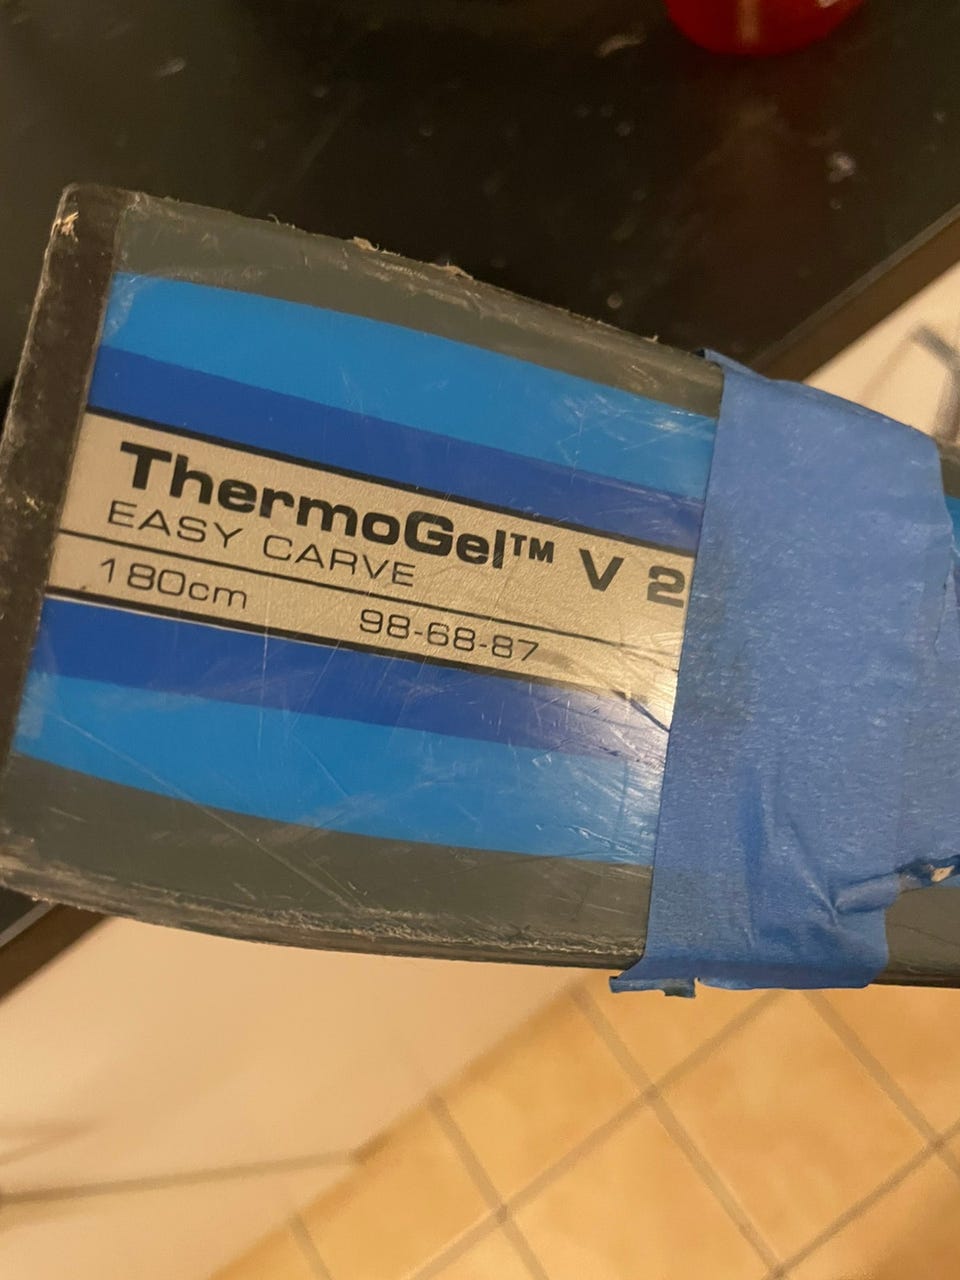 ThermoGel™ V 2
EASY CARVE
180cm 98-68-87